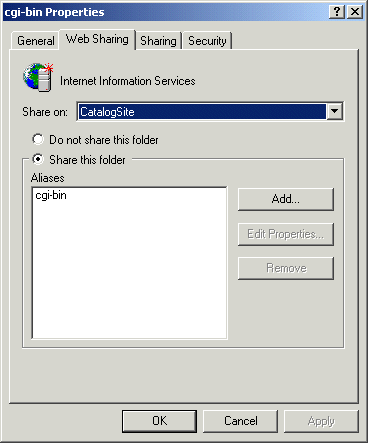 cgi-bin Properties
General Web Sharing Sharing Security
Internet Information Services
Share on: CatalogSite
Do not share this folder
Share this folder
Aliases
cgi-bin
Add...
Edit Properties...
Remove
OK Cancel Apply